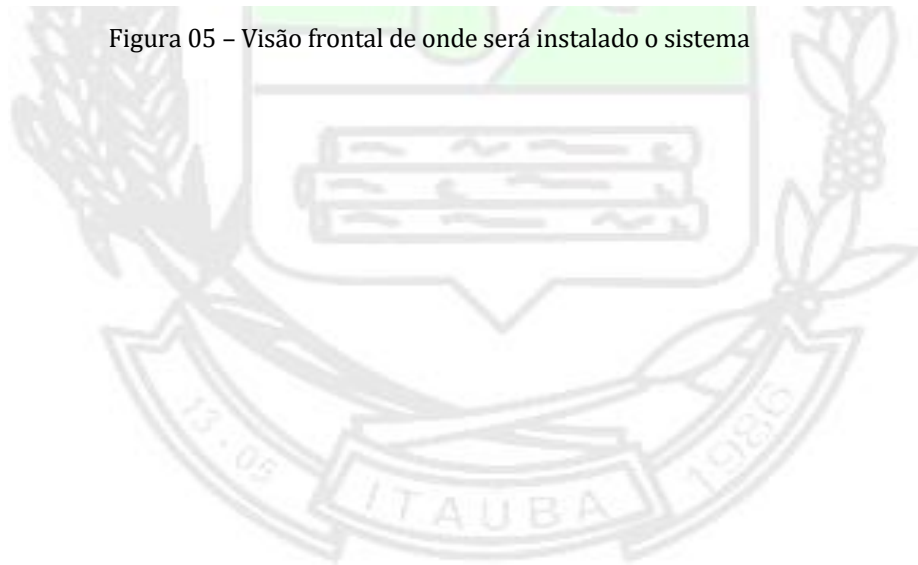 Figura 05 – Visão frontal de onde será instalado o sistema
13 - 05
ITAUBA
1986